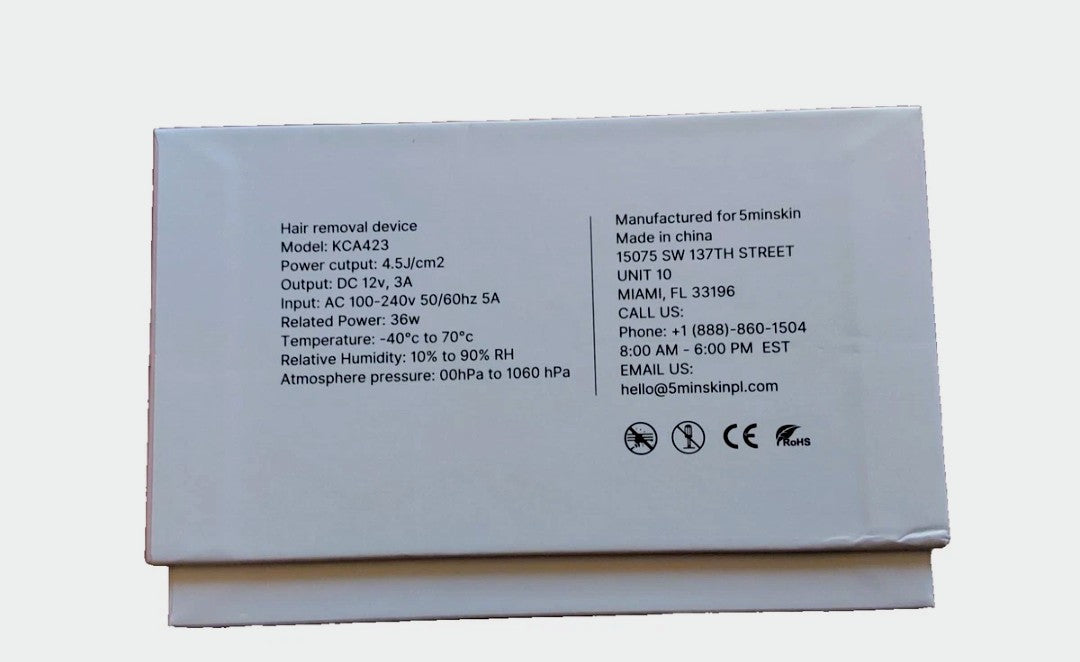 Hair removal device
Model: KCA423
Power cutput: 4.5J/cm2
Output: DC 12v, 3A
Input: AC 100-240v 50/60hz 5A
Related Power: 36w
Temperature: -40°c to 70°c
Relative Humidity: 10% to 90% RH
Atmosphere pressure: 00hPa to 1060 hPa
Manufactured for 5minskin
Made in china
15075 SW 137TH STREET
UNIT 10
MIAMI, FL 33196
CALL US:
Phone: +1 (888)-860-1504
8:00 AM - 6:00 PM EST
EMAIL US:
hello@5minskinpl.com
CE RoHS